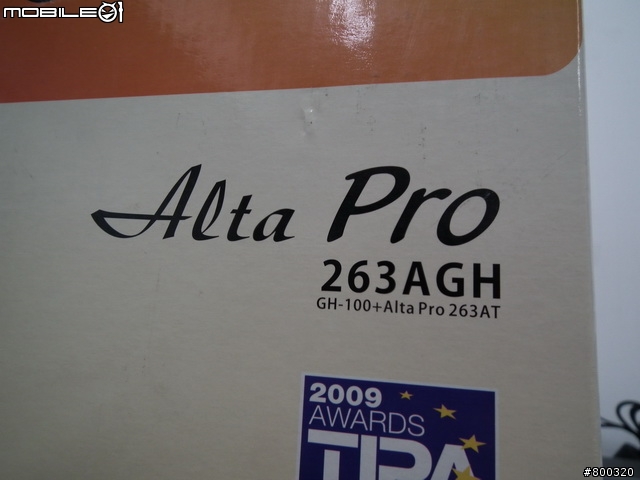 MOBILE01
Alta Pro
263AGH
GH-100+Alta Pro 263AT
2009
AWARDS
TIPA
#800320